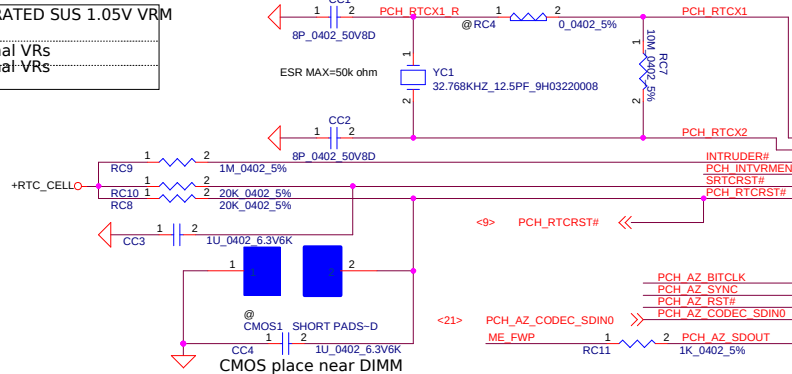 RATED SUS 1.05V VRM
al VRs
al VRs
CC1
1 2
8P_0402_50V8D
PCH_RTCX1_R
@RC4
1 2
0_0402_5%
PCH_RTCX1
ESR MAX=50k ohm
1
YC1
32.768KHZ_12.5PF_9H03220008
2
1
RC7
10M_0402_5%
2
CC2
1 2
8P_0402_50V8D
PCH_RTCX2
RC9
1 2
1M_0402_5%
INTRUDER#
PCH_INTVRMEN
+RTC_CELL
RC10
1 2
20K_0402_5%
SRTCRST#
RC8
1 2
20K_0402_5%
PCH_RTCRST#
<9> PCH_RTCRST#
CC3
1 2
1U_0402_6.3V6K
1 2
@
CMOS1 SHORT PADS~D
CC4
1 2
1U_0402_6.3V6K
CMOS place near DIMM
PCH_AZ_BITCLK
PCH_AZ_SYNC
PCH_AZ_RST#
<21> PCH_AZ_CODEC_SDIN0
PCH_AZ_CODEC_SDIN0
ME_FWP
RC11
1 2
1K_0402_5%
PCH_AZ_SDOUT